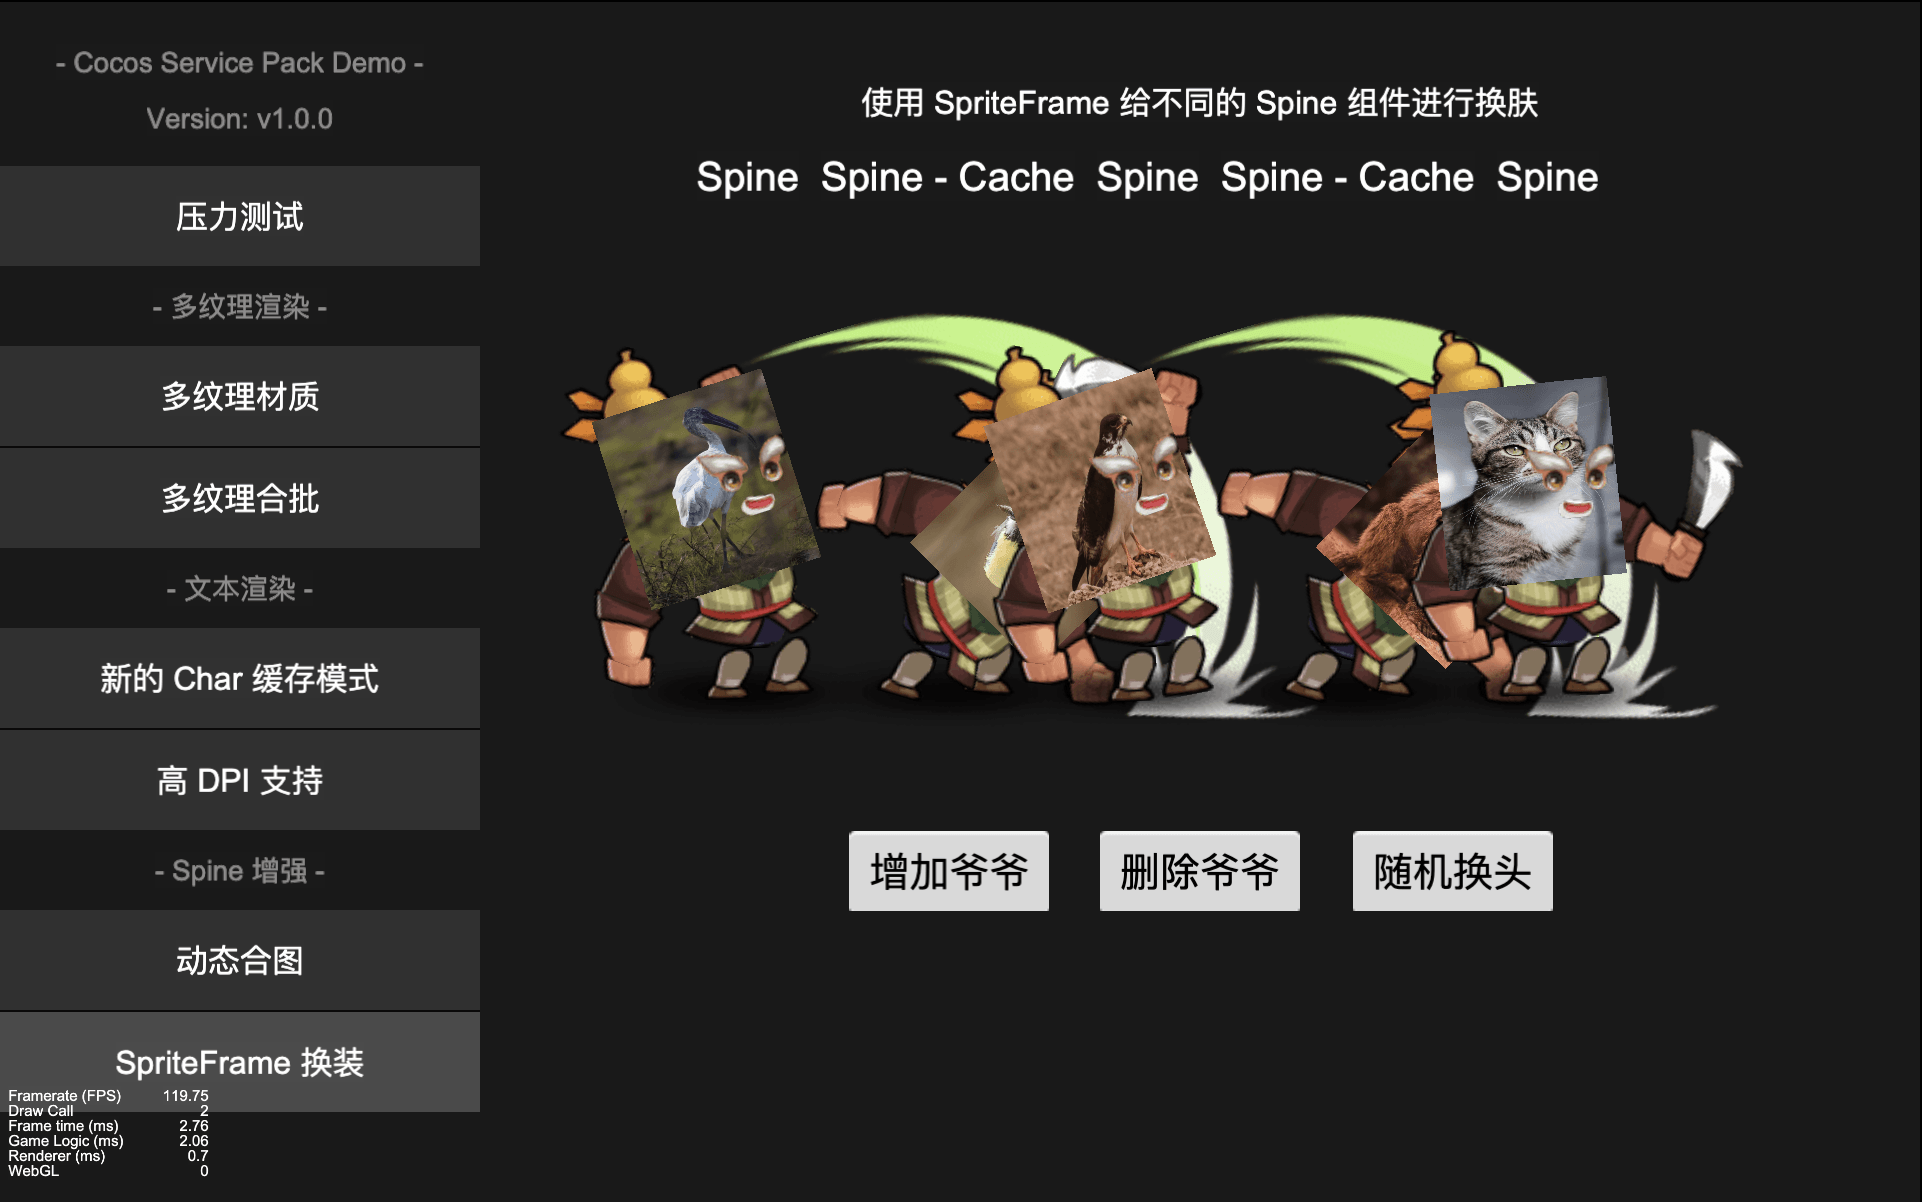 - Cocos Service Pack Demo -
Version: v1.0.0
压力测试
- 多纹理渲染 -
多纹理材质
多纹理合批
- 文本渲染 -
新的 Char 缓存模式
高 DPI 支持
- Spine 增强 -
动态合图
SpriteFrame 换装
Framerate (FPS) 119.75
Draw Call 2
Frame time (ms) 2.76
Game Logic (ms) 2.06
Renderer (ms) 0.7
WebGL 0
使用 SpriteFrame 给不同的 Spine 组件进行换肤
Spine Spine - Cache Spine Spine - Cache Spine
增加爷爷 删除爷爷 随机换头